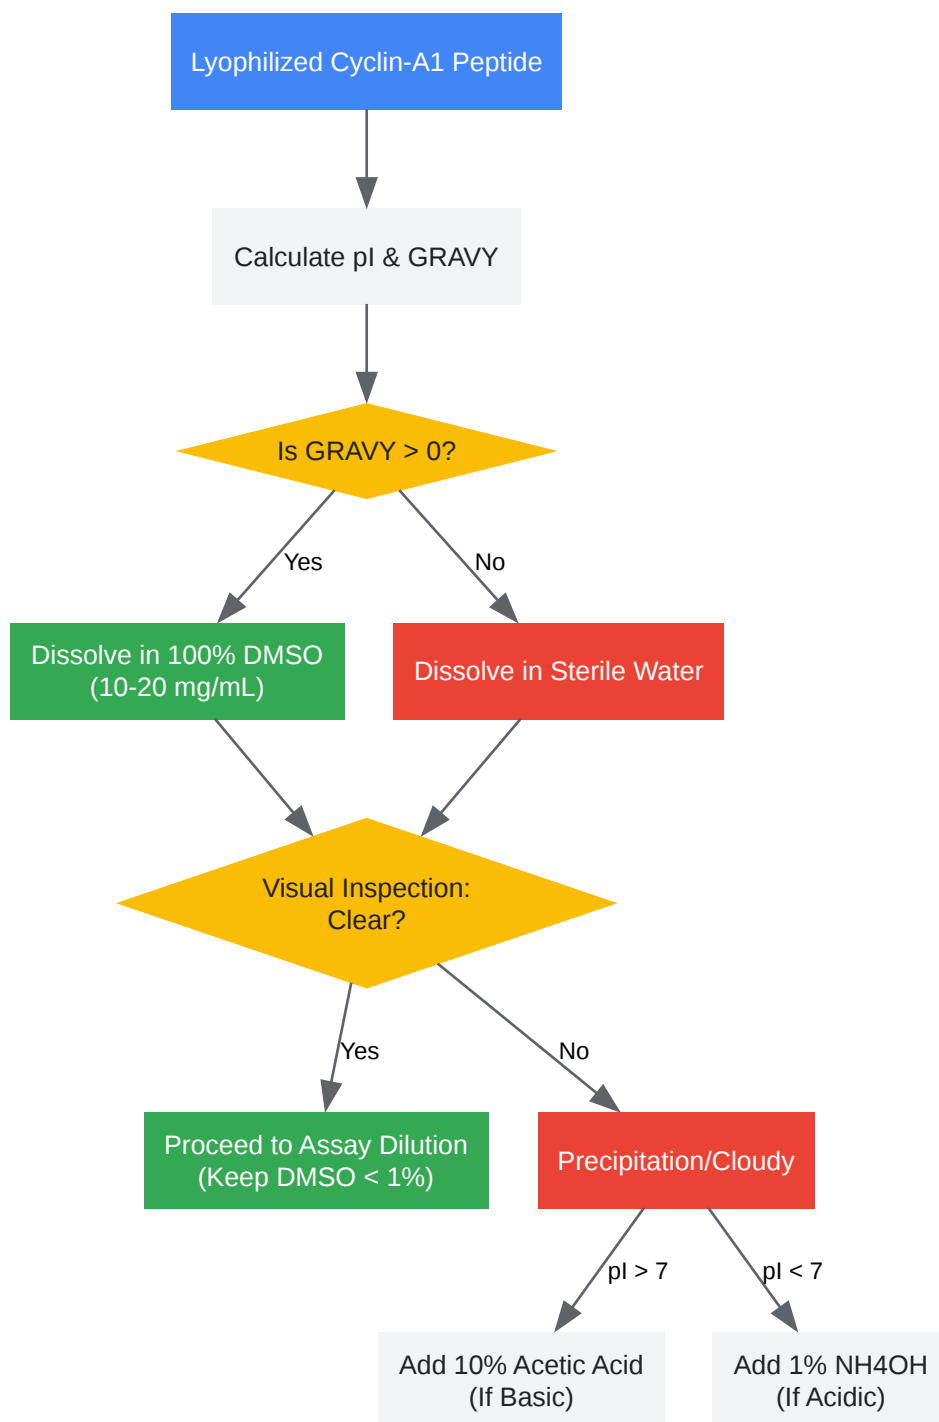 Lyophilized Cyclin-A1 Peptide
Calculate pI & GRAVY
Is GRAVY > 0?
Yes
No
Dissolve in 100% DMSO
(10-20 mg/mL)
Dissolve in Sterile Water
Visual Inspection:
Clear?
Yes
No
Proceed to Assay Dilution
(Keep DMSO < 1%)
Precipitation/Cloudy
pI > 7
pI < 7
Add 10% Acetic Acid
(If Basic)
Add 1% NH4OH
(If Acidic)